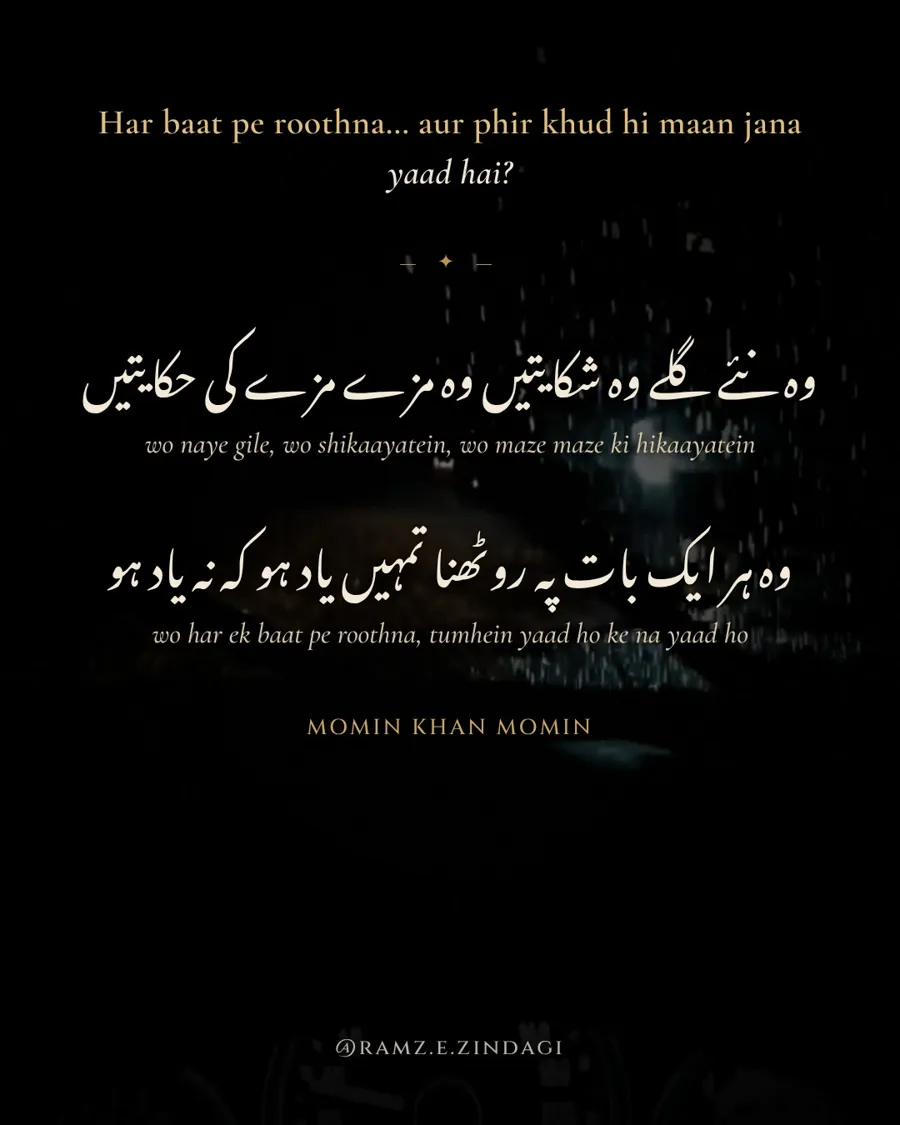 Har baat pe roothna... aur phir khud hi maan jana
yaad hai?
وہ نئے گلے وہ شکایتیں وہ مزے مزے کی حکایتیں
wo naye gile, wo shikaayatein, wo maze maze ki hikaayatein
وہ ہر ایک بات پہ روٹھنا تمہیں یاد ہو کہ نہ یاد ہو
wo har ek baat pe roothna, tumhein yaad ho ke na yaad ho
MOMIN KHAN MOMIN
@RAMZ.E.ZINDAGI